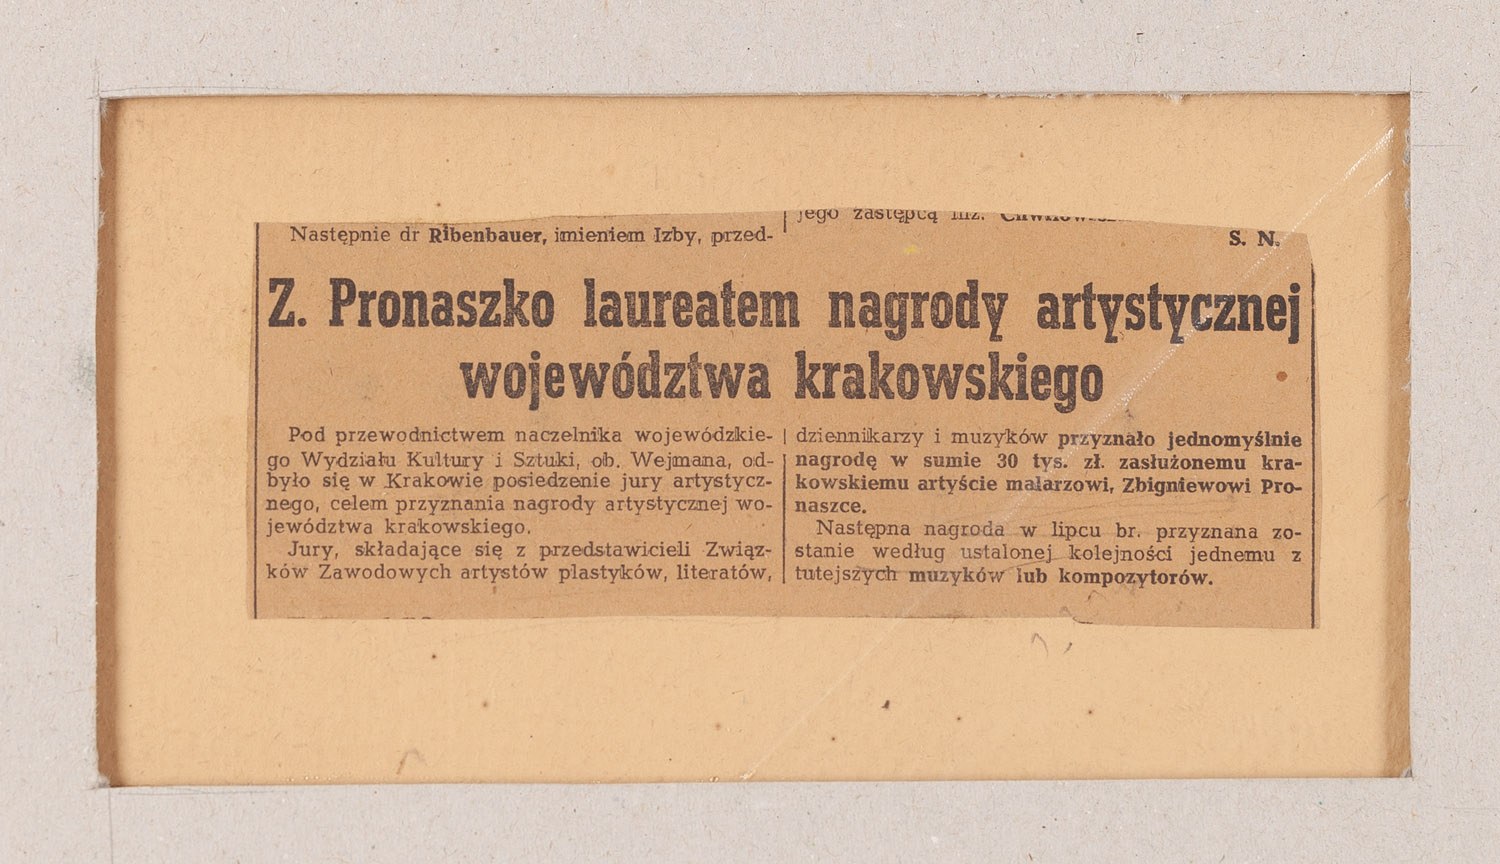 Następnie dr Ribenbauer, imieniem Izby, przed-
jego zastępcą inż.
S. N.
Z. Pronaszko laureatem nagrody artystycznej
województwa krakowskiego
Pod przewodnictwem naczelnika wojewódzkie-
go Wydziału Kultury i Sztuki, ob. Wejmana, od-
było się w Krakowie posiedzenie jury artystycz-
nego, celem przyznania nagrody artystycznej wo-
jewództwa krakowskiego.
Jury, składające się z przedstawicieli Związ-
ków Zawodowych artystów plastyków, literatów,
dziennikarzy i muzyków przyznało jednomyślnie
nagrodę w sumie 30 tys. zł. zasłużonemu kra-
kowskiemu artyście malarzowi, Zbigniewowi Pro-
naszce.
Następna nagroda w lipcu br. przyznana zo-
stanie według ustalonej kolejności jednemu z
tutejszych muzyków lub kompozytorów.